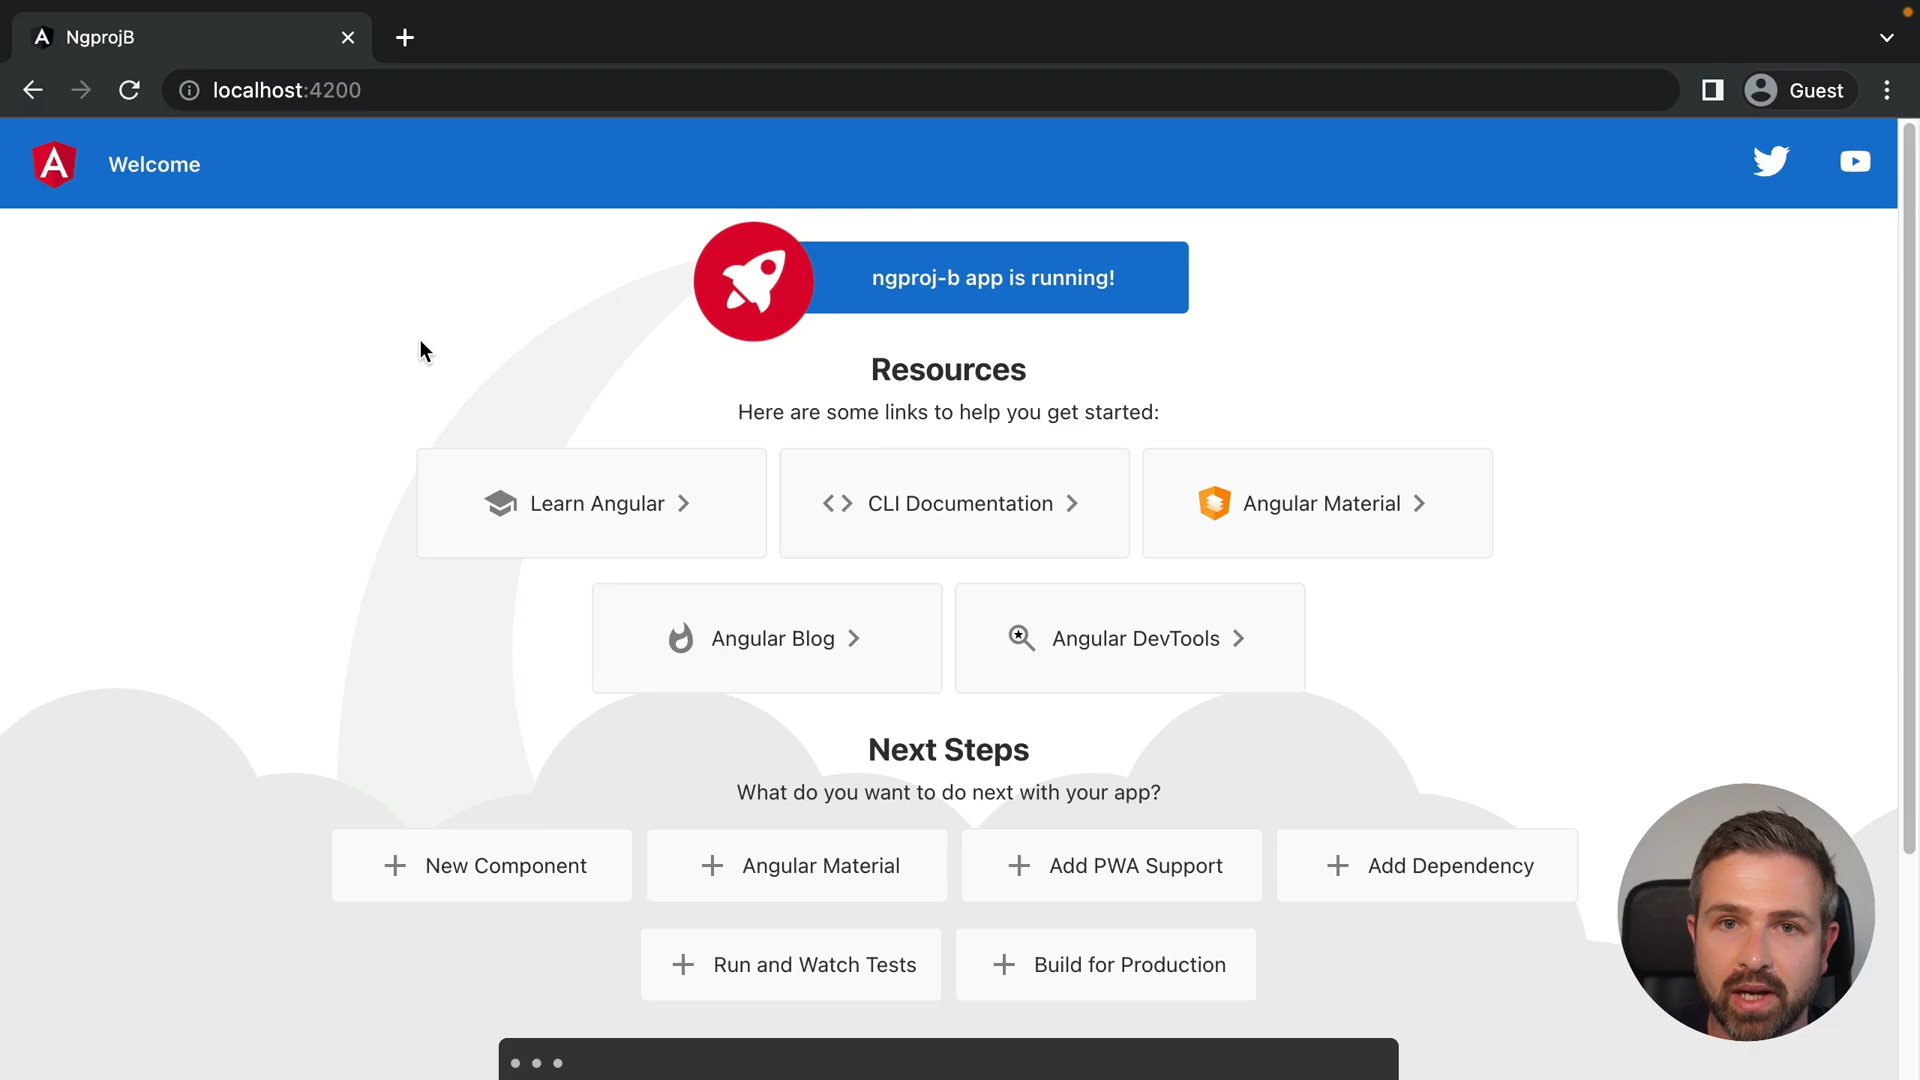 NgprojB
localhost:4200
Guest
Welcome
ngproj-b app is running!
Resources
Here are some links to help you get started:
Learn Angular
CLI Documentation
Angular Material
Angular Blog
Angular DevTools
Next Steps
What do you want to do next with your app?
New Component
Angular Material
Add PWA Support
Add Dependency
Run and Watch Tests
Build for Production